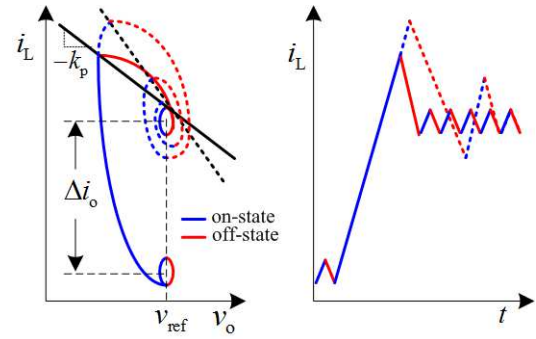 i_L
−k_p
Δi_o
on-state
off-state
v_ref
v_o
i_L
t